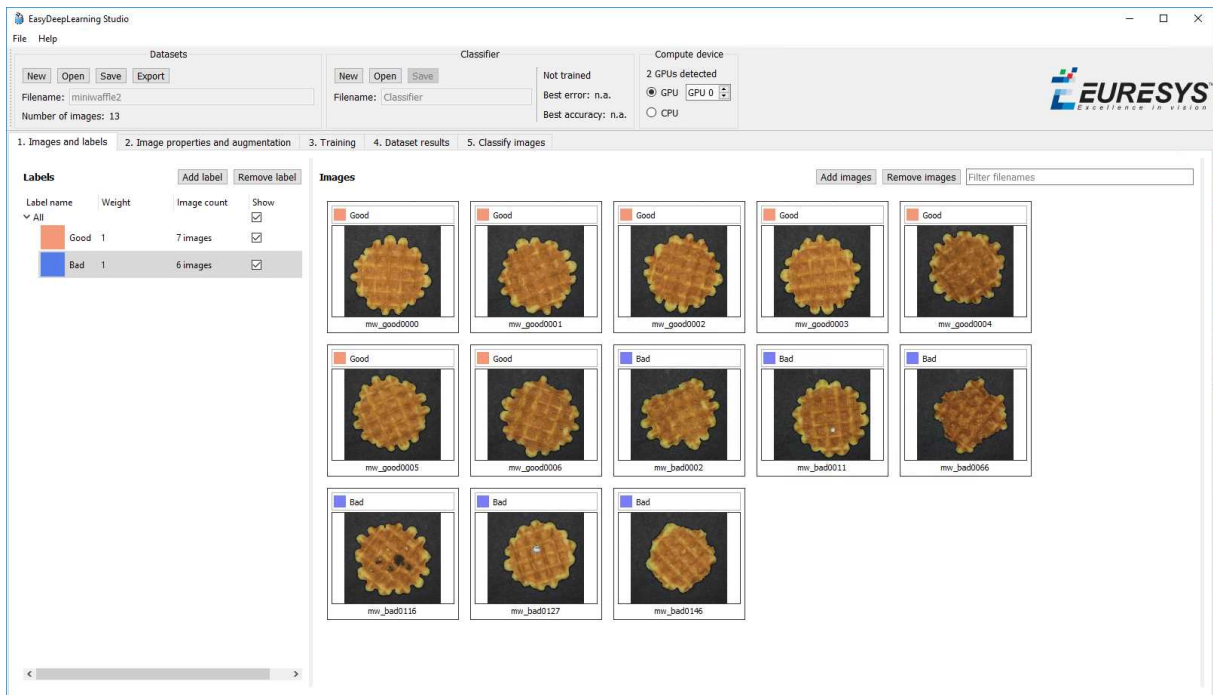 EasyDeepLearning Studio
File Help
Datasets
New Open Save Export
Filename: miniwaffle2
Number of images: 13
Classifier
New Open Save
Filename: Classifier
Not trained
Best error: n.a.
Best accuracy: n.a.
Compute device
2 GPUs detected
GPU GPU 0
CPU
EURESYS
Excellence in vision
1. Images and labels 2. Image properties and augmentation 3. Training 4. Dataset results 5. Classify images
Labels Add label Remove label
Label name Weight Image count Show
All
Good 1 7 images
Bad 1 6 images
Images Add images Remove images Filter filenames
Good Good Good Good Good
mw_good0000 mw_good0001 mw_good0002 mw_good0003 mw_good0004
Good Good Bad Bad Bad
mw_good0005 mw_good0006 mw_bad0002 mw_bad0011 mw_bad0066
Bad Bad Bad
mw_bad0116 mw_bad0127 mw_bad0146